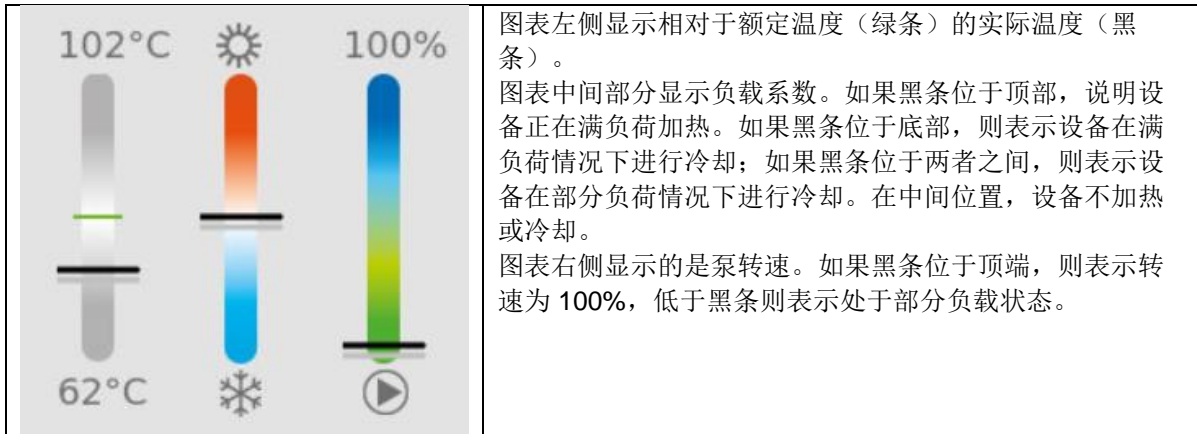 102°C
100%
62°C
图表左侧显示相对于额定温度（绿条）的实际温度（黑
条）。
图表中间部分显示负载系数。如果黑条位于顶部，说明设
备正在满负荷加热。如果黑条位于底部，则表示设备在满
负荷情况下进行冷却；如果黑条位于两者之间，则表示设
备在部分负荷情况下进行冷却。在中间位置，设备不加热
或冷却。
图表右侧显示的是泵转速。如果黑条位于顶端，则表示转
速为 100%，低于黑条则表示处于部分负载状态。